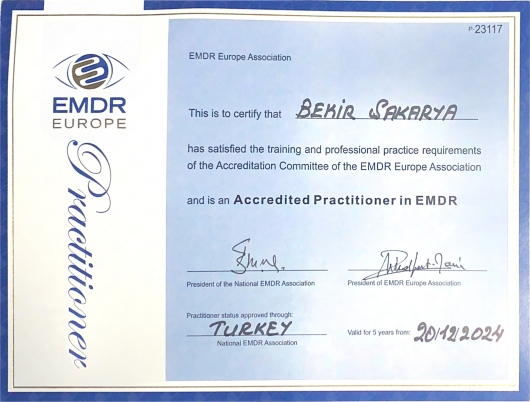 P-23117
EMDR
EUROPE
Practitioner
EMDR Europe Association
This is to certify that BEKİR SAKARYA
has satisfied the training and professional practice requirements
of the Accreditation Committee of the EMDR Europe Association
and is an Accredited Practitioner in EMDR
President of the National EMDR Association
President of EMDR Europe Association
Practitioner status approved through:
TURKEY
National EMDR Association
Valid for 5 years from: 20/12/2024